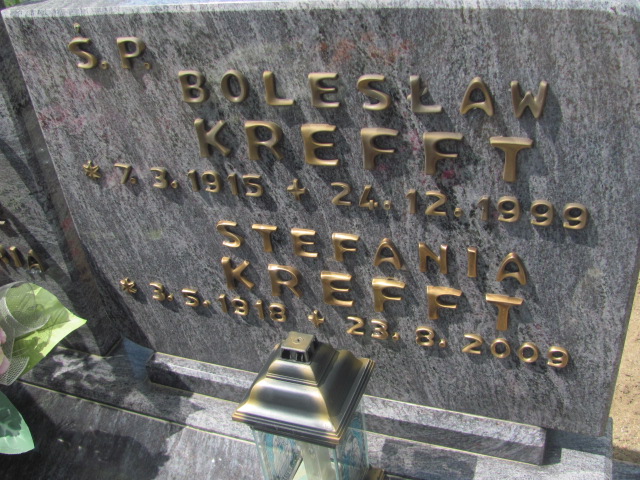 Ś.P.
BOLESŁAW
KREFFT
* 7.3.1915 + 24.12.1999
STEFANIA
KREFFT
* 3.5.1918 + 23.8.2009